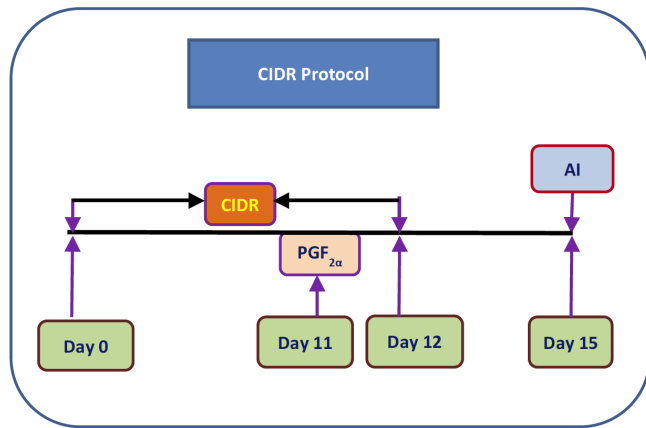 CIDR Protocol
AI
CIDR
PGF2α
Day 0
Day 11
Day 12
Day 15